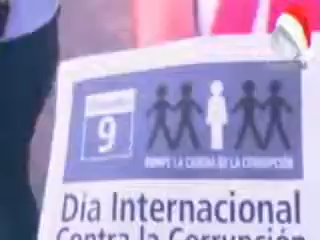 9
ROMPE LA CADENA DE LA CORRUPCIÓN
Día Internacional
Contra la Corrupción